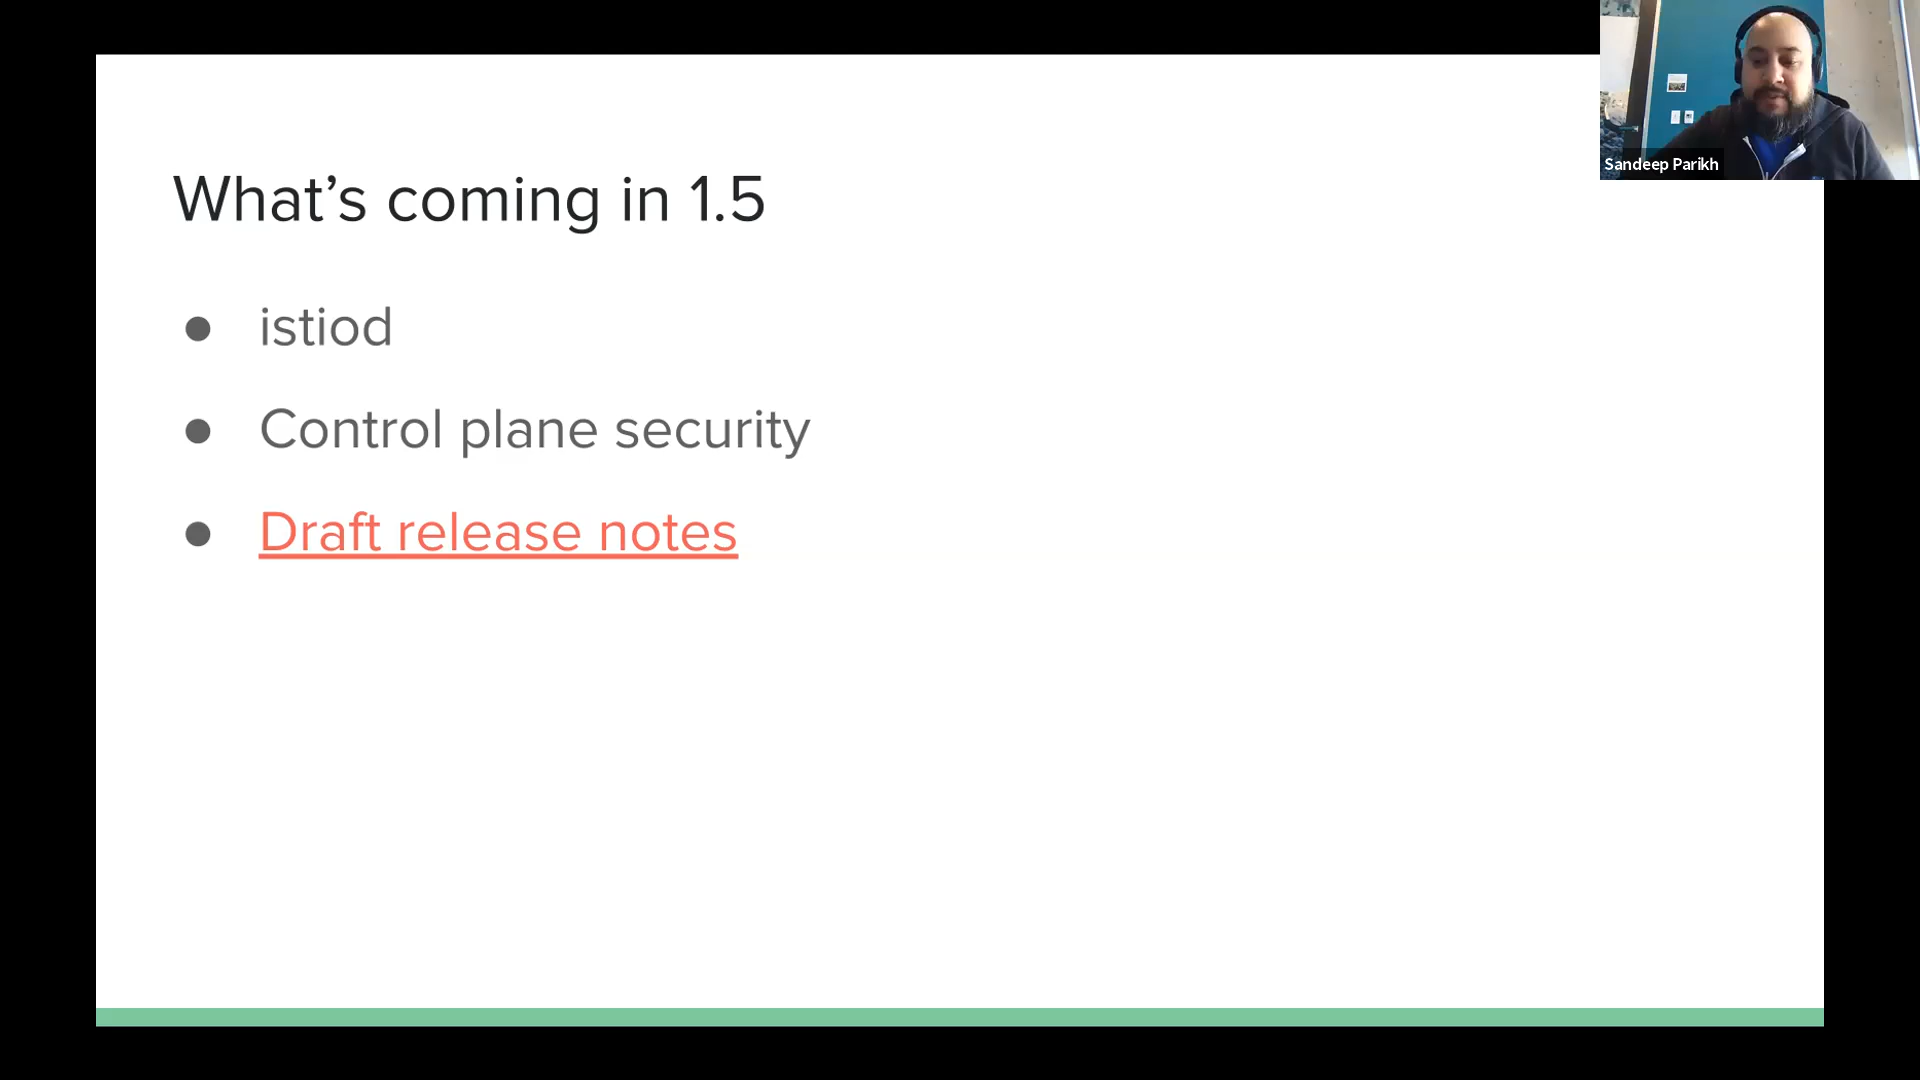 What’s coming in 1.5
● istiod
● Control plane security
● Draft release notes
Sandeep Parikh